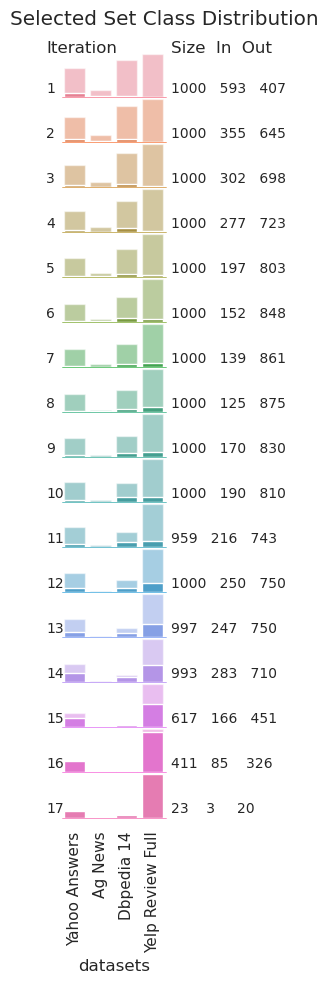 Selected Set Class Distribution
Iteration Size In Out
1 1000 593 407
2 1000 355 645
3 1000 302 698
4 1000 277 723
5 1000 197 803
6 1000 152 848
7 1000 139 861
8 1000 125 875
9 1000 170 830
10 1000 190 810
11 959 216 743
12 1000 250 750
13 997 247 750
14 993 283 710
15 617 166 451
16 411 85 326
17 23 3 20
Yahoo Answers
Ag News
Dbpedia 14
Yelp Review Full
datasets